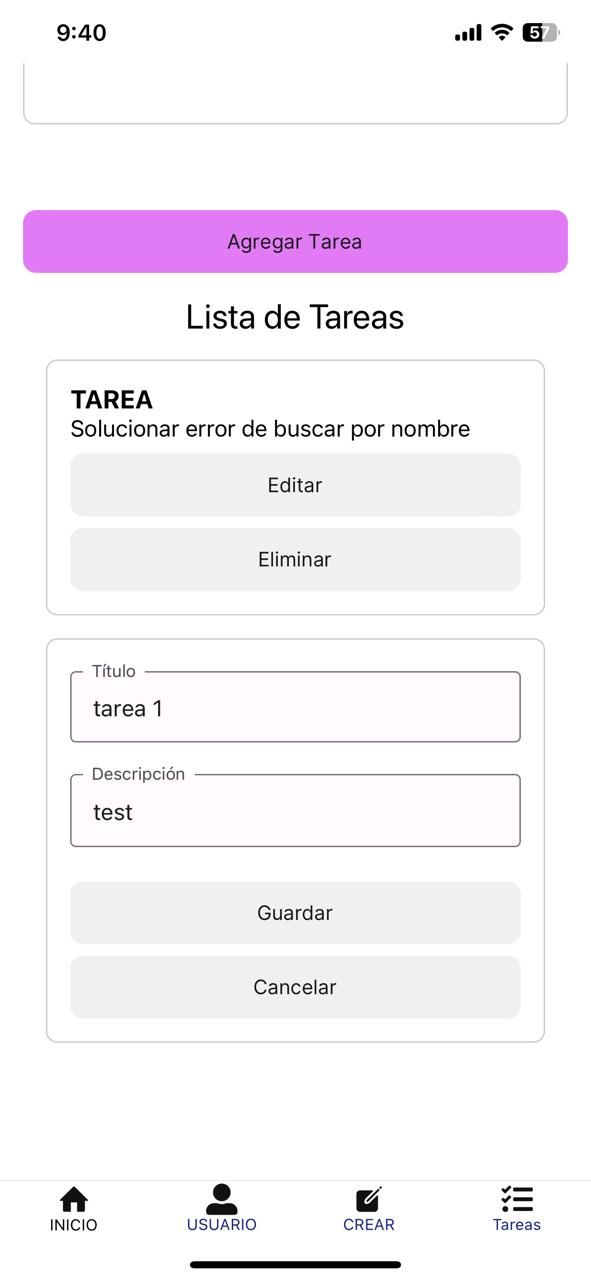 9:40
57
Agregar Tarea
Lista de Tareas
TAREA
Solucionar error de buscar por nombre
Editar
Eliminar
Título
tarea 1
Descripción
test
Guardar
Cancelar
INICIO
USUARIO
CREAR
Tareas